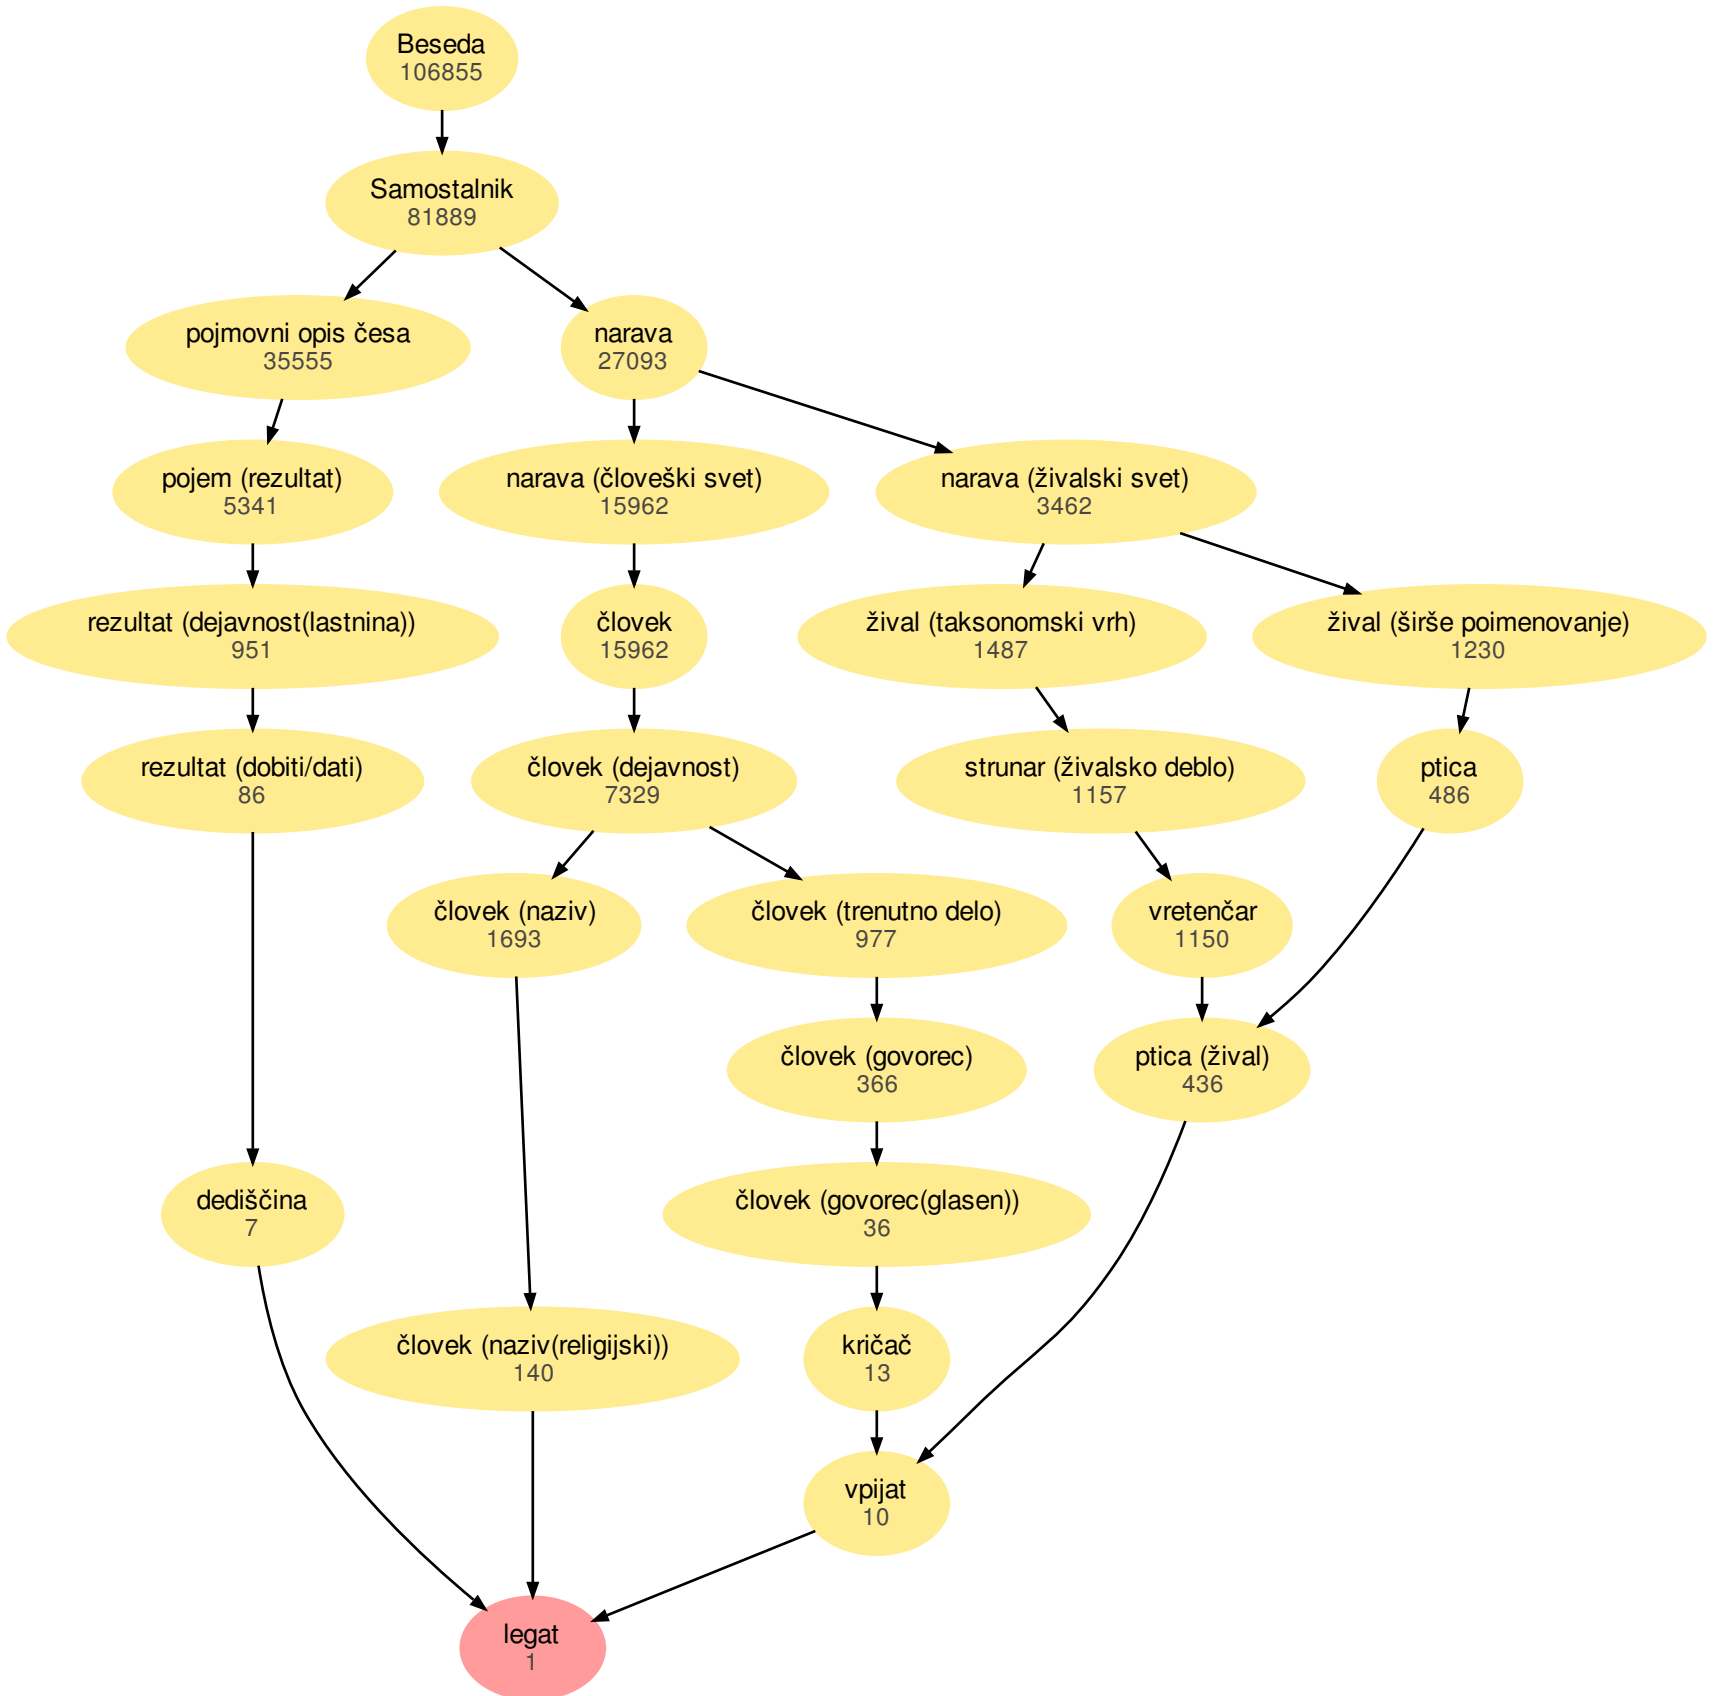 Beseda
106855
Samostalnik
81889
pojmovni opis česa
35555
narava
27093
pojem (rezultat)
5341
narava (človeški svet)
15962
narava (živalski svet)
3462
rezultat (dejavnost(lastnina))
951
človek
15962
žival (taksonomski vrh)
1487
žival (širše poimenovanje)
1230
rezultat (dobiti/dati)
86
človek (dejavnost)
7329
strunar (živalsko deblo)
1157
ptica
486
človek (naziv)
1693
človek (trenutno delo)
977
vretenčar
1150
človek (govorec)
366
ptica (žival)
436
dediščina
7
človek (govorec(glasen))
36
človek (naziv(religijski))
140
kričač
13
vpijat
10
legat
1